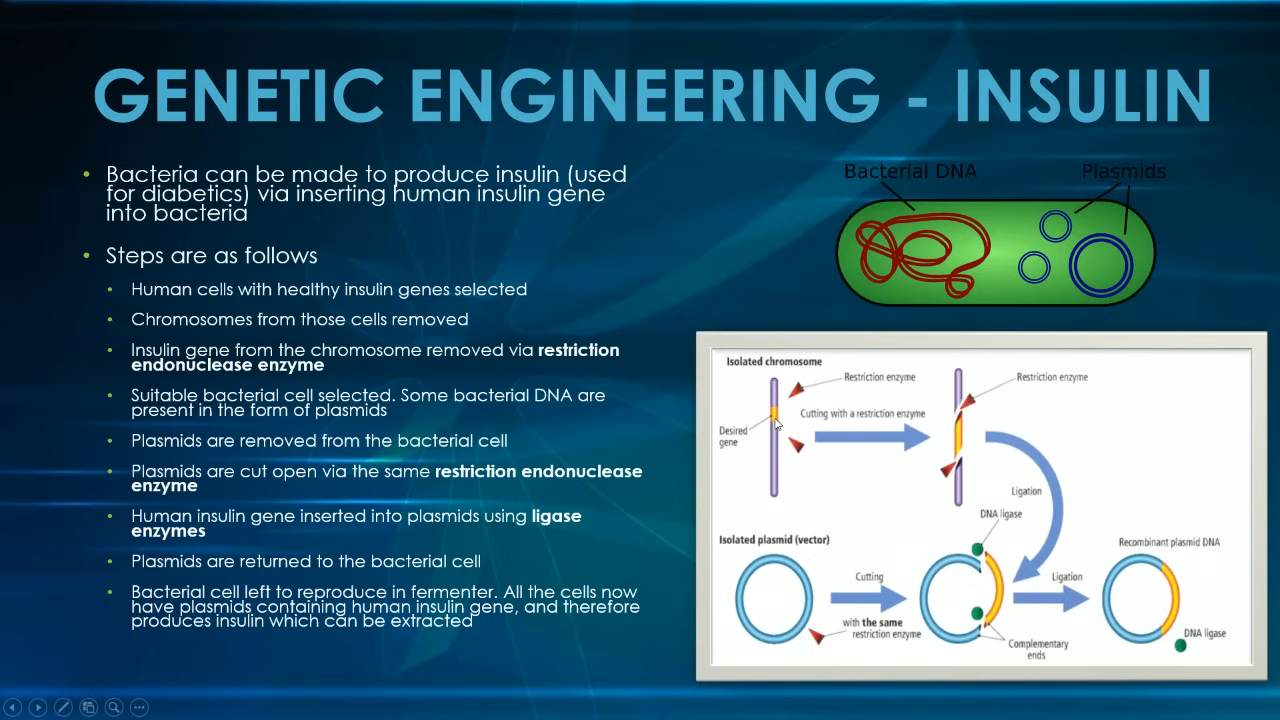 GENETIC ENGINEERING - INSULIN
• Bacteria can be made to produce insulin (used
for diabetics) via inserting human insulin gene
into bacteria
• Steps are as follows
• Human cells with healthy insulin genes selected
• Chromosomes from those cells removed
• Insulin gene from the chromosome removed via restriction
endonuclease enzyme
• Suitable bacterial cell selected. Some bacterial DNA are
present in the form of plasmids
• Plasmids are removed from the bacterial cell
• Plasmids are cut open via the same restriction endonuclease
enzyme
• Human insulin gene inserted into plasmids using ligase
enzymes
• Plasmids are returned to the bacterial cell
• Bacterial cell left to reproduce in fermenter. All the cells now
have plasmids containing human insulin gene, and therefore
produces insulin which can be extracted
Bacterial DNA
Plasmids
Isolated chromosome
Restriction enzyme
Restriction enzyme
Cutting with a restriction enzyme
Desired
gene
Ligation
DNA ligase
Isolated plasmid (vector)
Recombinant plasmid DNA
Cutting
Ligation
with the same
restriction enzyme
Complementary
ends
DNA ligase